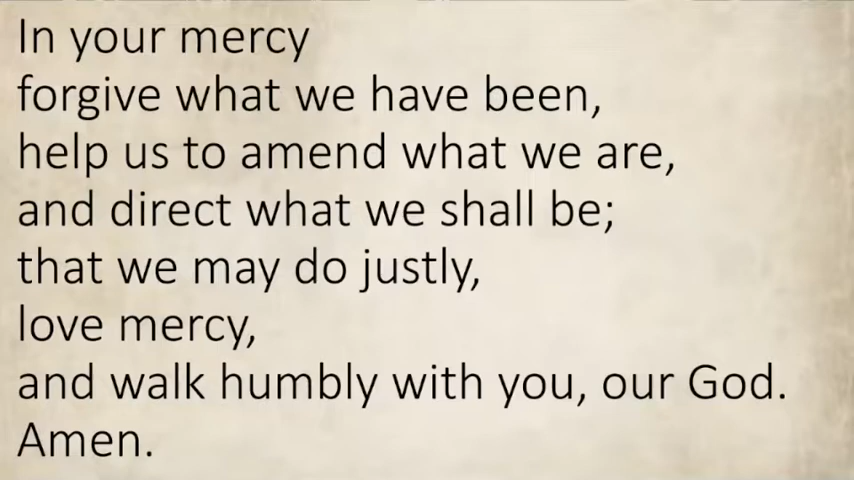 In your mercy
forgive what we have been,
help us to amend what we are,
and direct what we shall be;
that we may do justly,
love mercy,
and walk humbly with you, our God.
Amen.